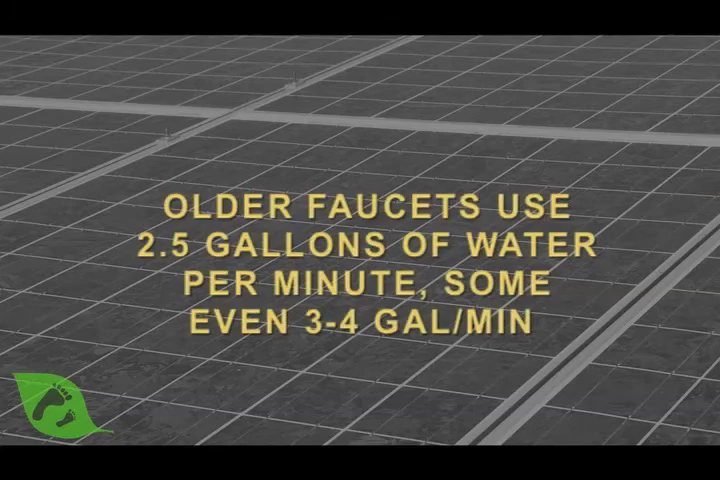 OLDER FAUCETS USE
2.5 GALLONS OF WATER
PER MINUTE, SOME
EVEN 3-4 GAL/MIN